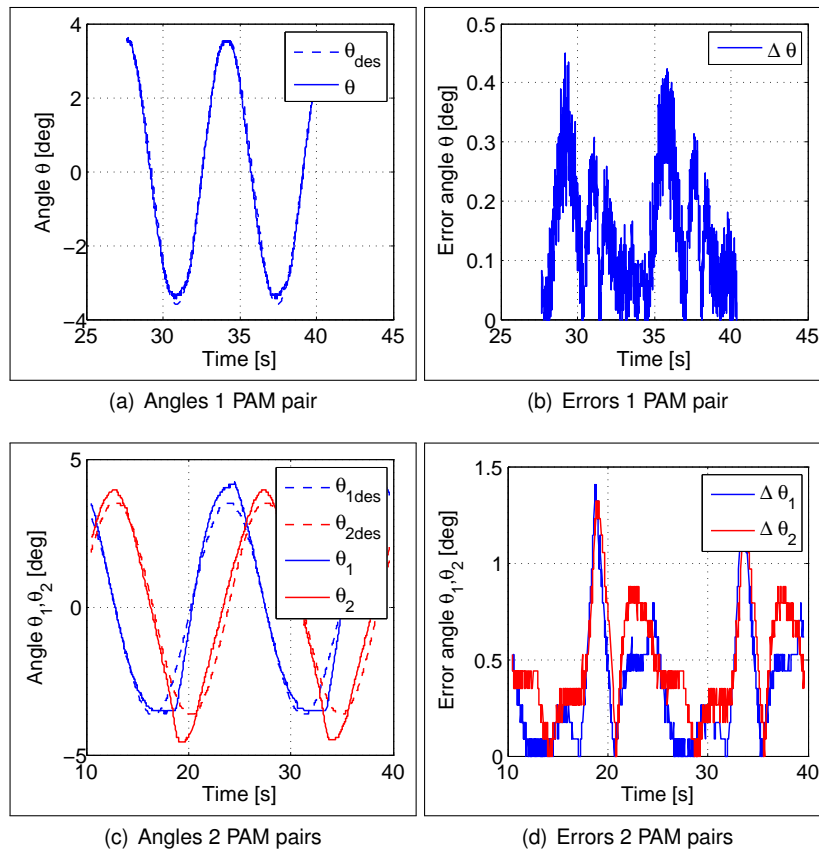 4
2
0
−2
−4
25
30
35
40
45
Time [s]
Angle θ [deg]
θdes
θ
(a) Angles 1 PAM pair
0.5
0.4
0.3
0.2
0.1
0
25
30
35
40
45
Time [s]
Error angle θ [deg]
Δ θ
(b) Errors 1 PAM pair
5
0
−5
10
20
30
40
Time [s]
Angle θ1,θ2 [deg]
θ1des
θ2des
θ1
θ2
(c) Angles 2 PAM pairs
1.5
1
0.5
0
10
20
30
40
Time [s]
Error angle θ1,θ2 [deg]
Δ θ1
Δ θ2
(d) Errors 2 PAM pairs